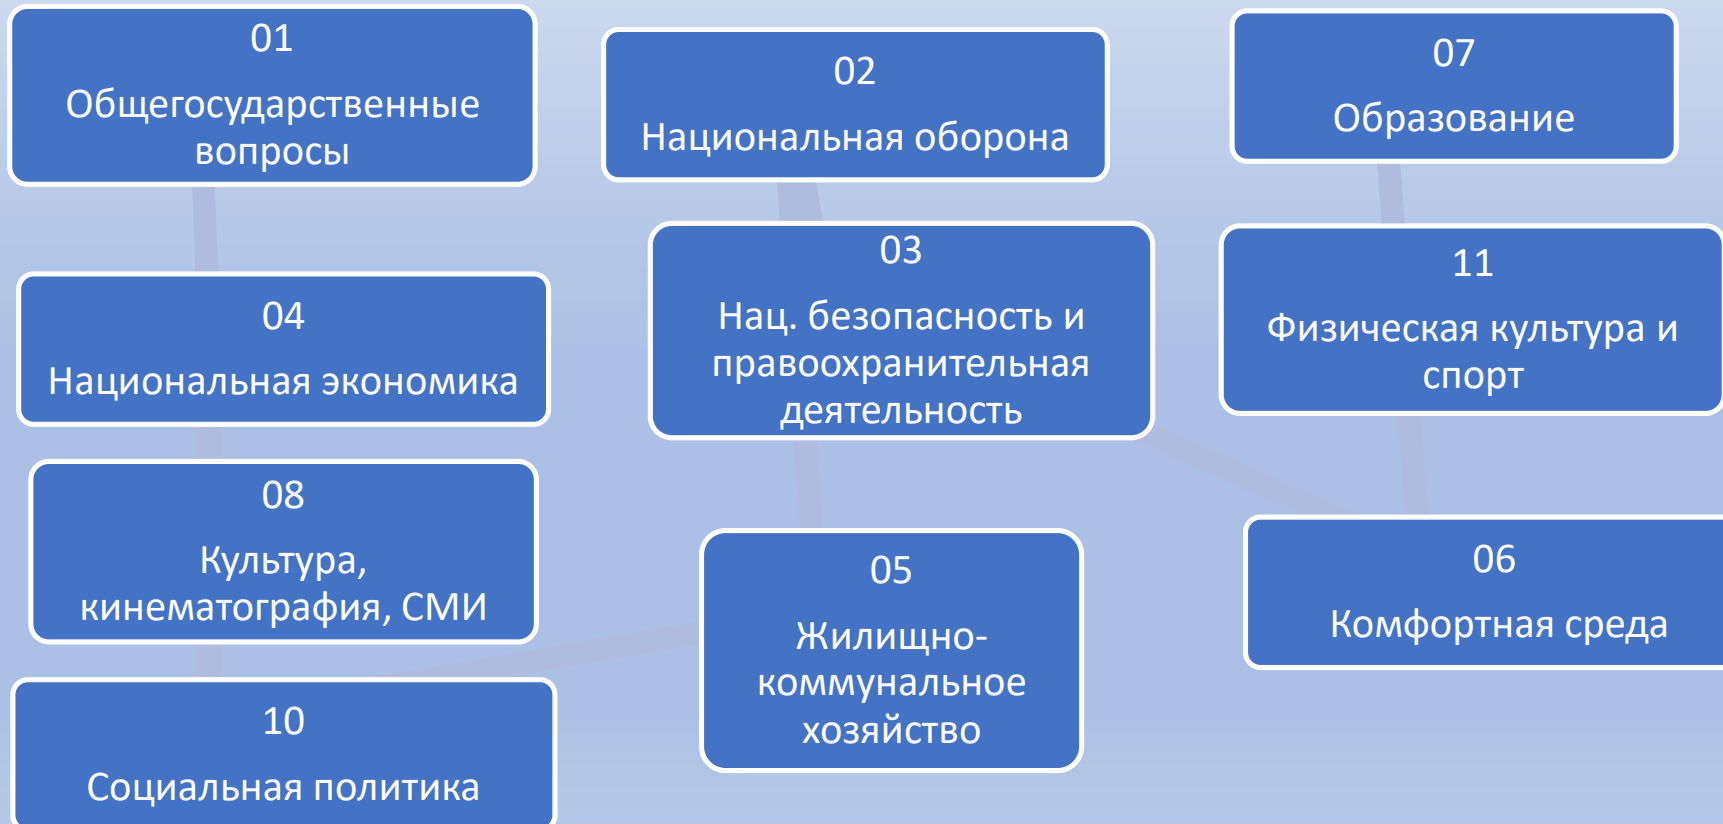 01
Общегосударственные
вопросы
02
Национальная оборона
07
Образование
04
Национальная экономика
03
Нац. безопасность и
правоохранительная
деятельность
11
Физическая культура и
спорт
08
Культура,
кинематография, СМИ
05
Жилищно-
коммунальное
хозяйство
06
Комфортная среда
10
Социальная политика